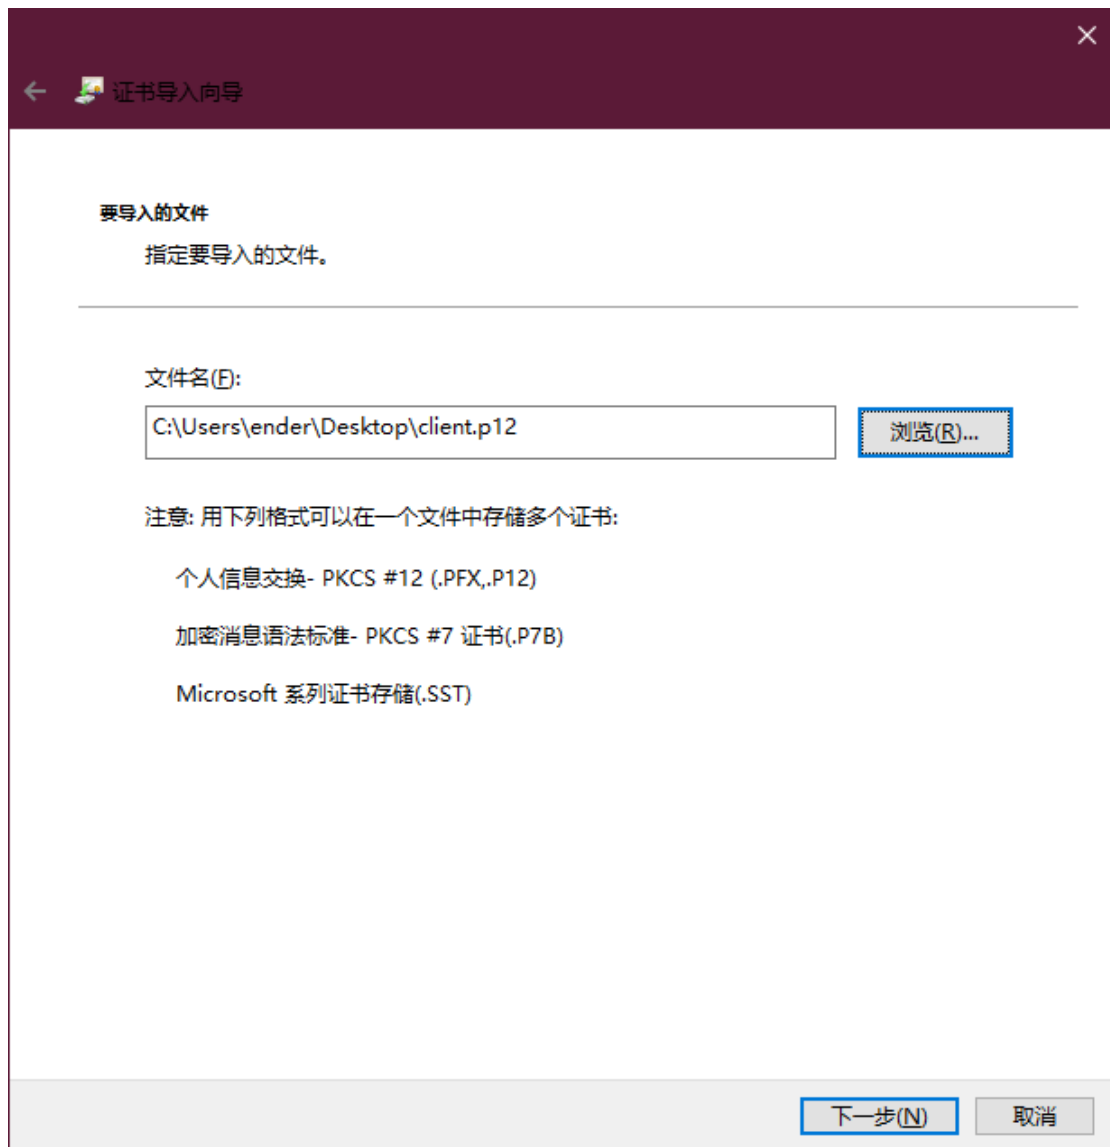 证书导入向导
要导入的文件
指定要导入的文件。
文件名(F):
C:\Users\ender\Desktop\client.p12
浏览(R)...
注意: 用下列格式可以在一个文件中存储多个证书:
个人信息交换- PKCS #12 (.PFX,.P12)
加密消息语法标准- PKCS #7 证书(.P7B)
Microsoft 系列证书存储(.SST)
下一步(N)
取消